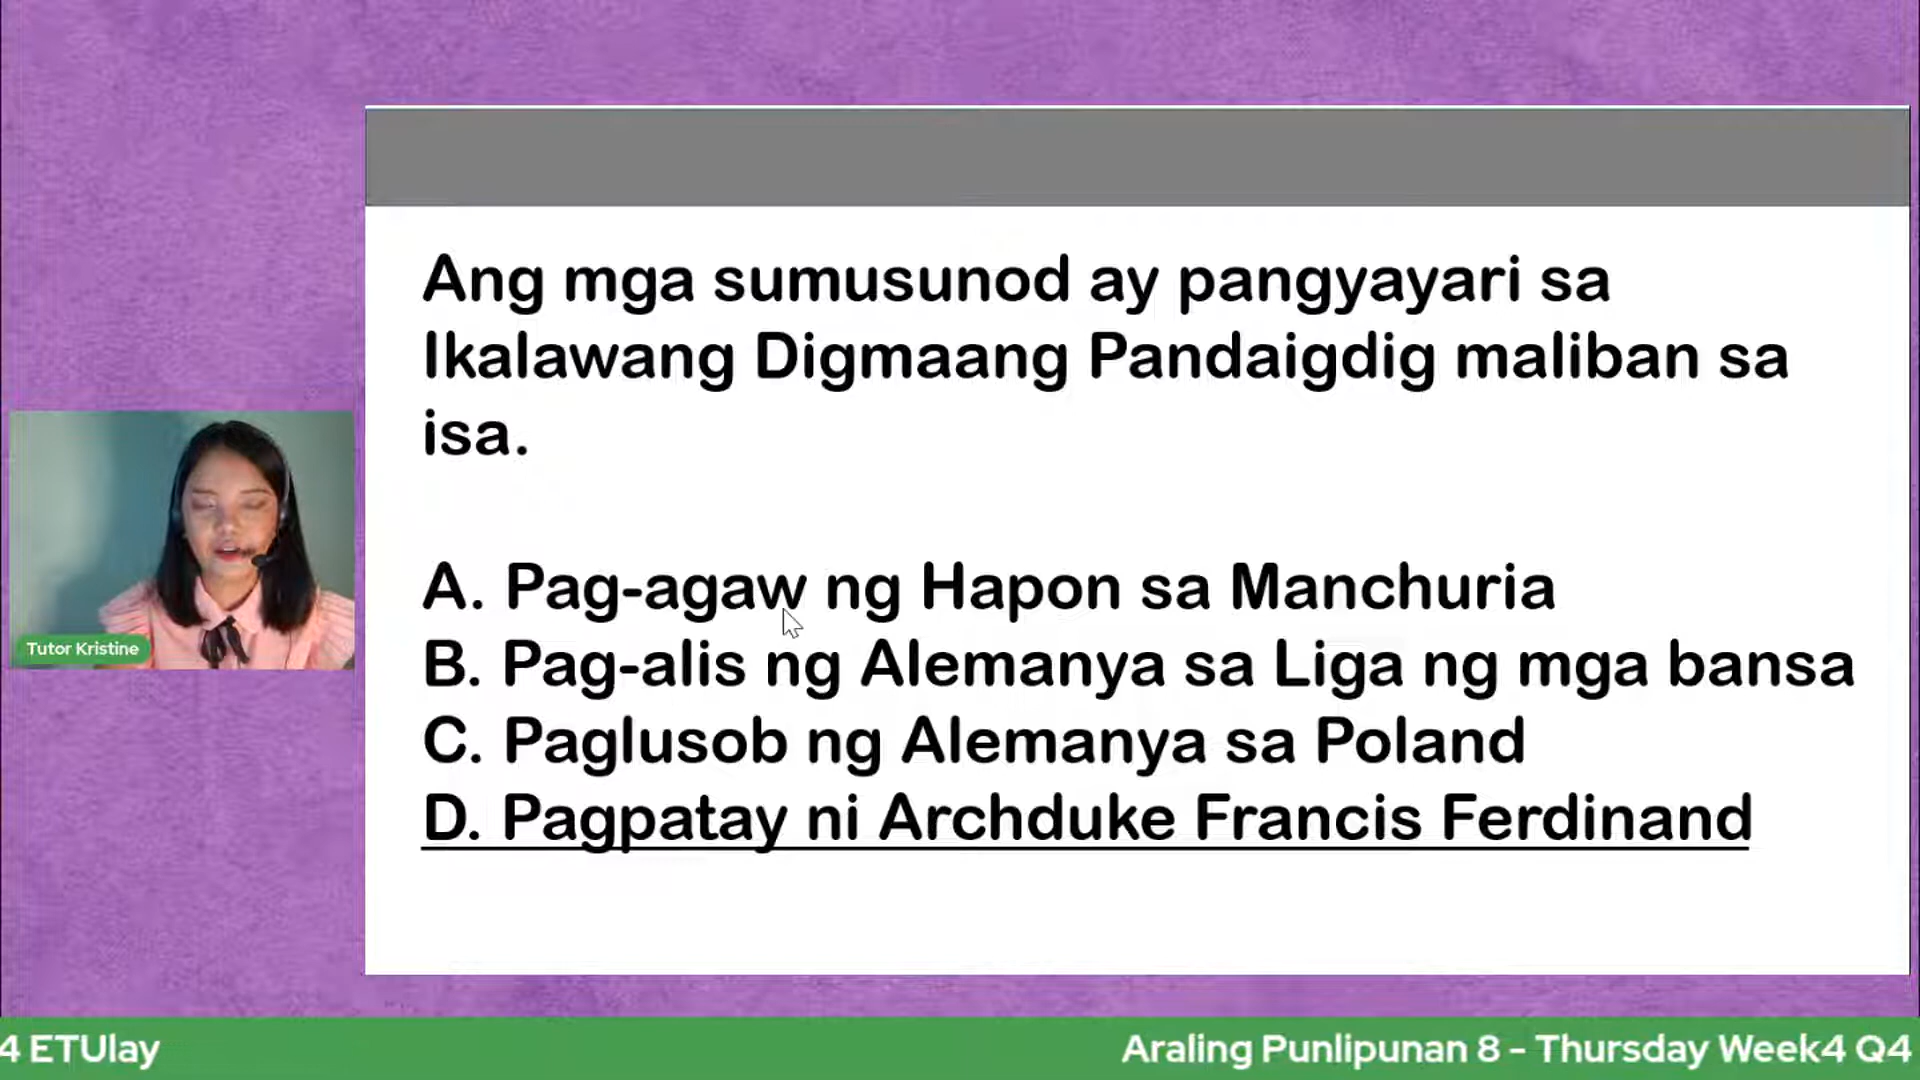 Ang mga sumusunod ay pangyayari sa
Ikalawang Digmaang Pandaigdig maliban sa
isa.
A. Pag-agaw ng Hapon sa Manchuria
B. Pag-alis ng Alemanya sa Liga ng mga bansa
C. Paglusob ng Alemanya sa Poland
D. Pagpatay ni Archduke Francis Ferdinand
Tutor Kristine
4 ETUlay
Araling Punlipunan 8 - Thursday Week4 Q4